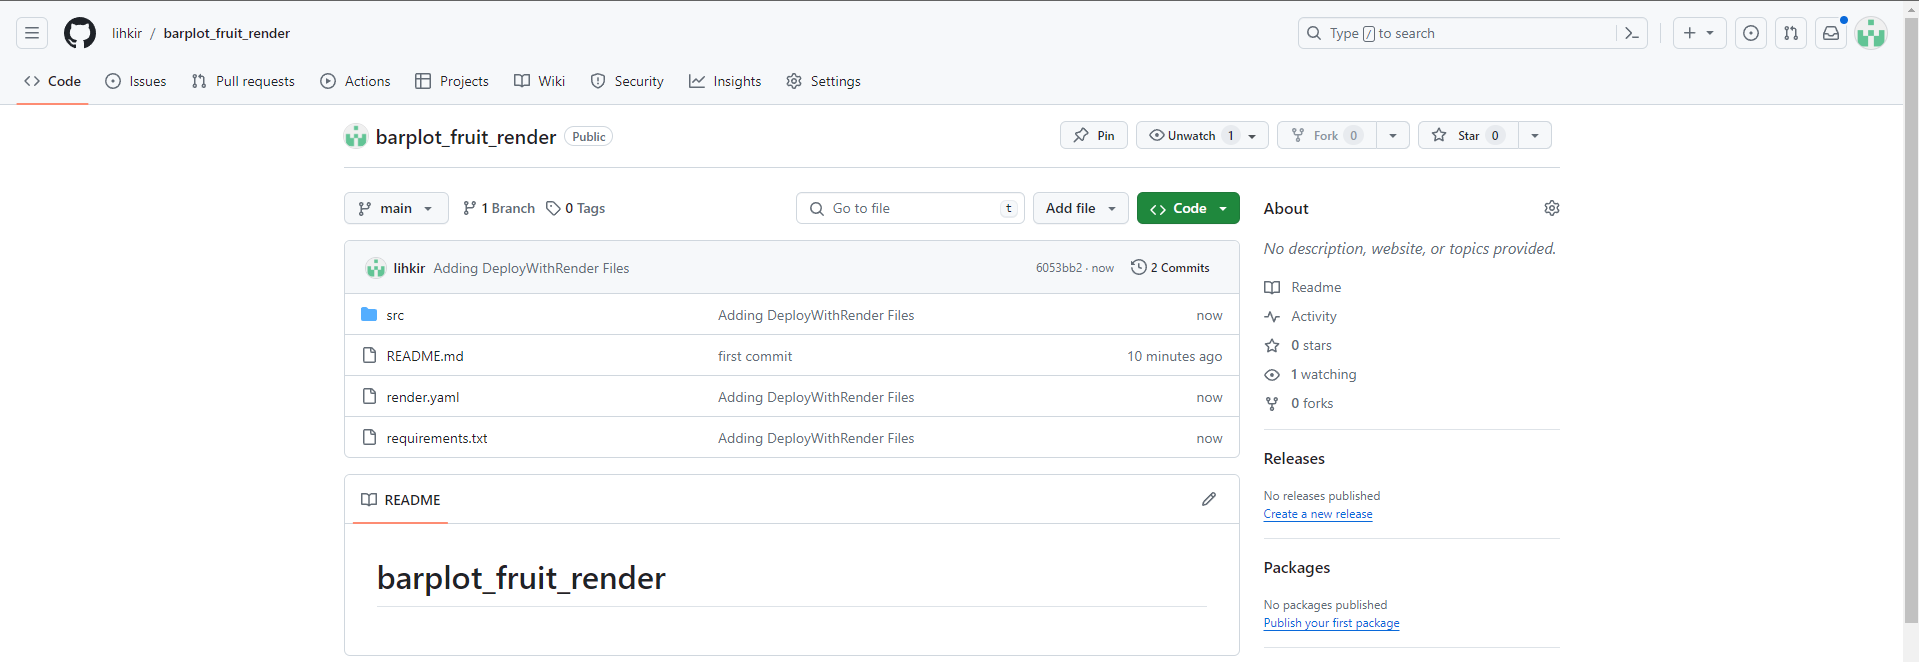 lihkir / barplot_fruit_render
Type / to search
Code Issues Pull requests Actions Projects Wiki Security Insights Settings
barplot_fruit_render Public
Pin Unwatch 1 Fork 0 Star 0
main 1 Branch 0 Tags Go to file t Add file Code
lihkir Adding DeployWithRender Files 6053bb2 · now 2 Commits
src Adding DeployWithRender Files now
README.md first commit 10 minutes ago
render.yaml Adding DeployWithRender Files now
requirements.txt Adding DeployWithRender Files now
README
barplot_fruit_render
About
No description, website, or topics provided.
Readme
Activity
0 stars
1 watching
0 forks
Releases
No releases published
Create a new release
Packages
No packages published
Publish your first package